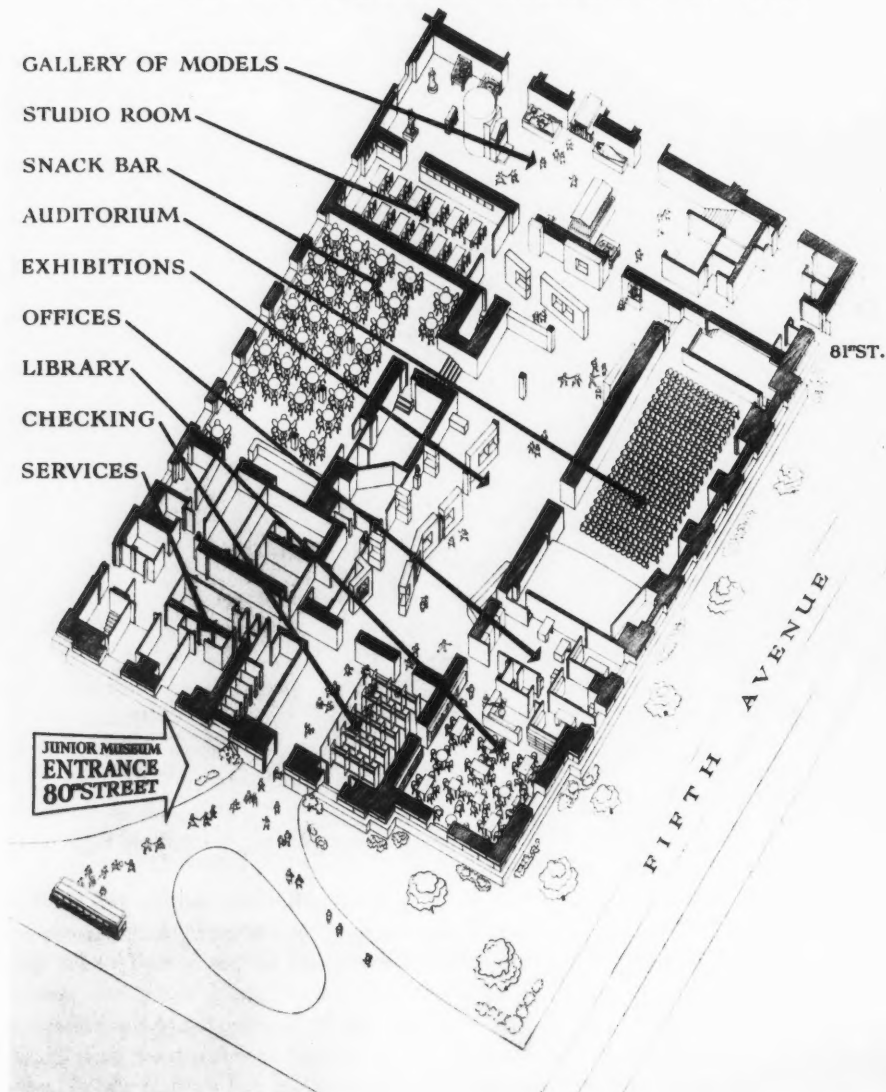 GALLERY OF MODELS
STUDIO ROOM
SNACK BAR
AUDITORIUM
EXHIBITIONS
OFFICES
LIBRARY
CHECKING
SERVICES
81ST ST.
JUNIOR MUSEUM
ENTRANCE
80TH STREET
FIFTH AVENUE